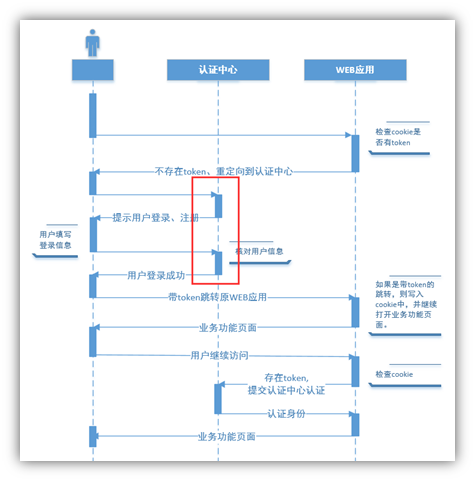 认证中心
WEB应用
检查cookie是
否有token
不存在token、重定向到认证中心
提示用户登录、注册
用户填写
登录信息
核对用户信息
用户登录成功
如果是带token的
跳转，则写入
cookie中，并继续
打开业务功能页
面。
带token跳转原WEB应用
业务功能页面
用户继续访问
检查cookie
存在token,
提交认证中心认证
认证身份
业务功能页面